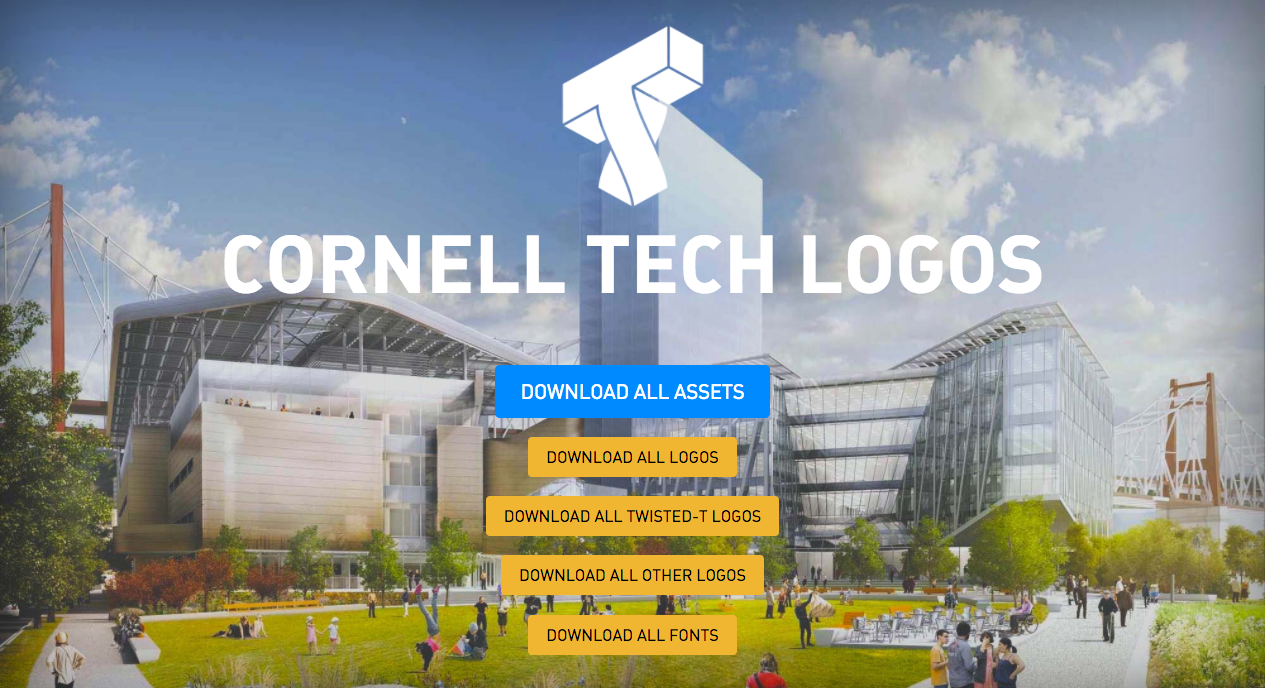 CORNELL TECH LOGOS
DOWNLOAD ALL ASSETS
DOWNLOAD ALL LOGOS
DOWNLOAD ALL TWISTED-T LOGOS
DOWNLOAD ALL OTHER LOGOS
DOWNLOAD ALL FONTS